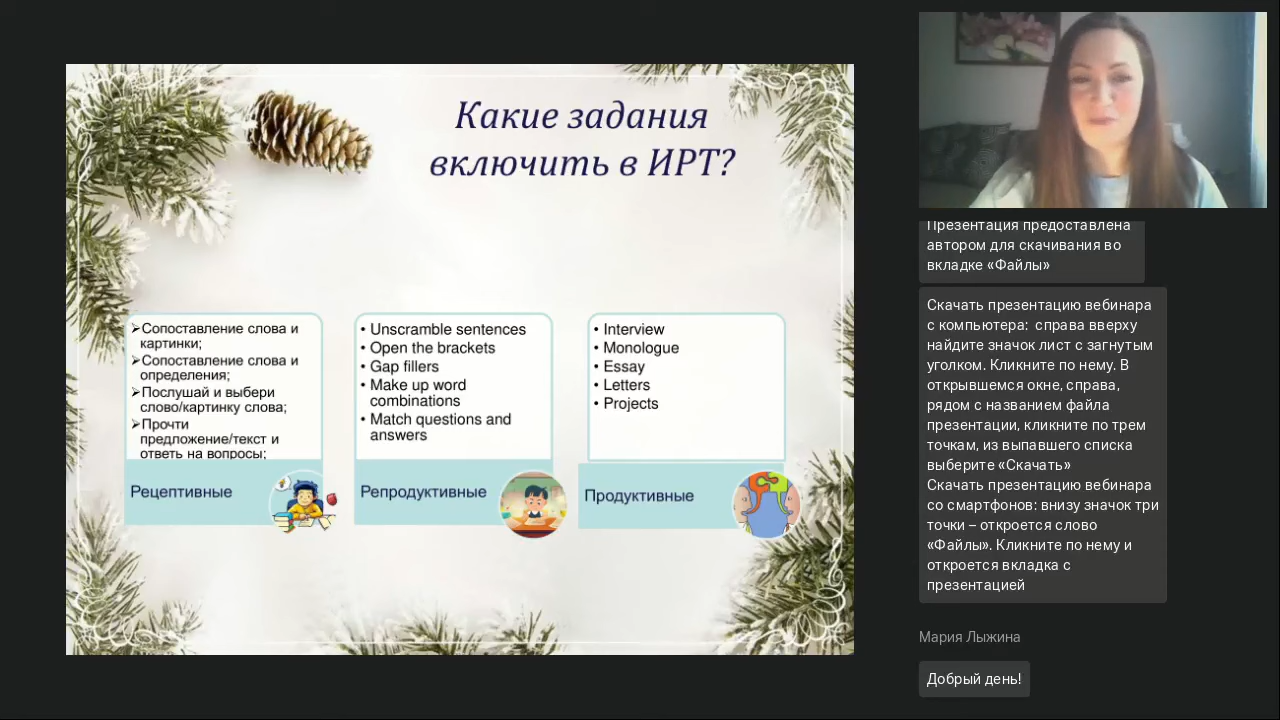 Какие задания
включить в ИРТ?
➢Сопоставление слова и
картинки;
➢Сопоставление слова и
определения;
➢Послушай и выбери
слово/картинку слова;
➢Прочти
предложение/текст и
ответь на вопросы;
Рецептивные
• Unscramble sentences
• Open the brackets
• Gap fillers
• Make up word
combinations
• Match questions and
answers
Репродуктивные
• Interview
• Monologue
• Essay
• Letters
• Projects
Продуктивные
Презентация предоставлена
автором для скачивания во
вкладке «Файлы»
Скачать презентацию вебинара
с компьютера: справа вверху
найдите значок лист с загнутым
уголком. Кликните по нему. В
открывшемся окне, справа,
рядом с названием файла
презентации, кликните по трем
точкам, из выпавшего списка
выберите «Скачать»
Скачать презентацию вебинара
со смартфонов: внизу значок три
точки – откроется слово
«Файлы». Кликните по нему и
откроется вкладка с
презентацией
Мария Лыжина
Добрый день!